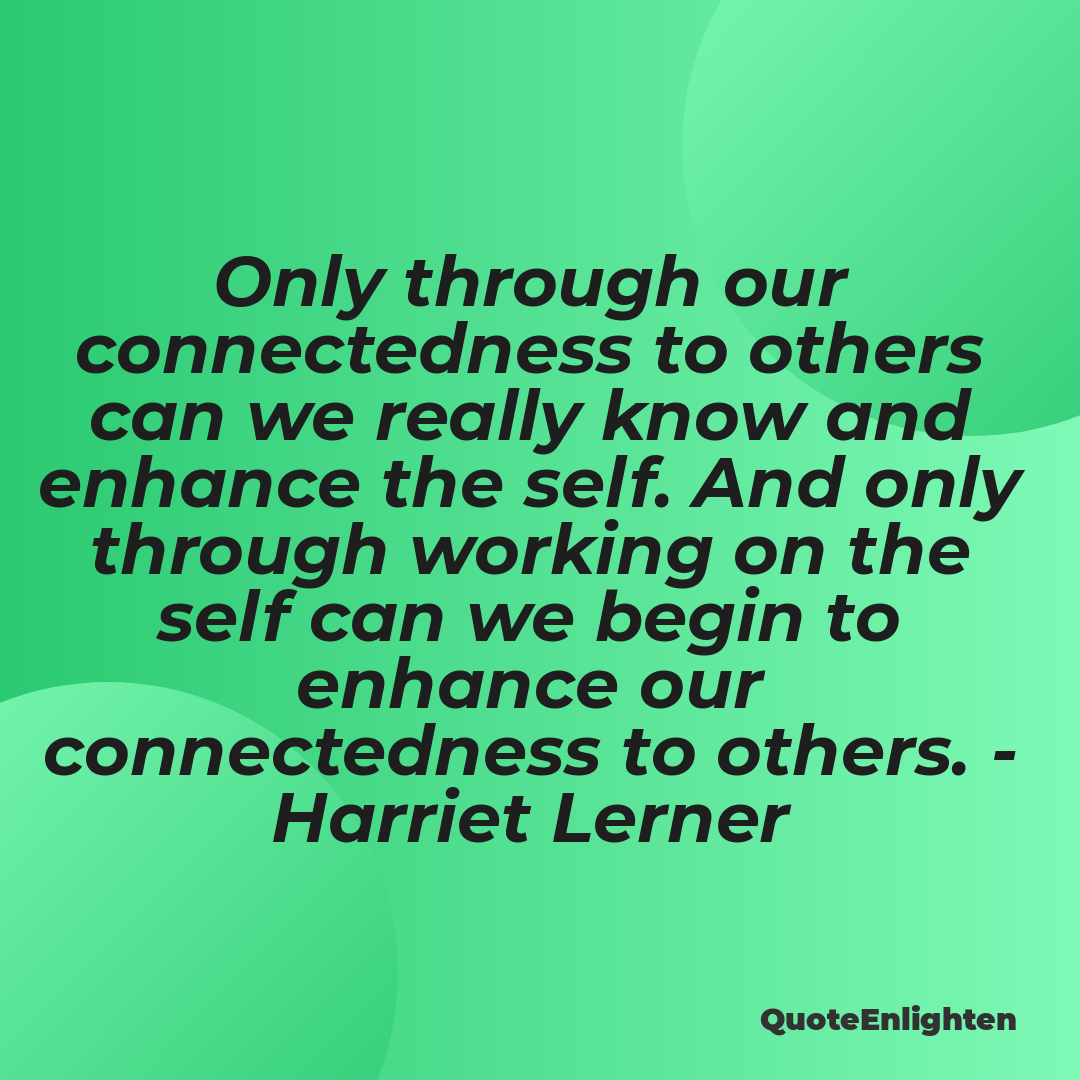 Only through our
connectedness to others
can we really know and
enhance the self. And only
through working on the
self can we begin to
enhance our
connectedness to others. -
Harriet Lerner
QuoteEnlighten